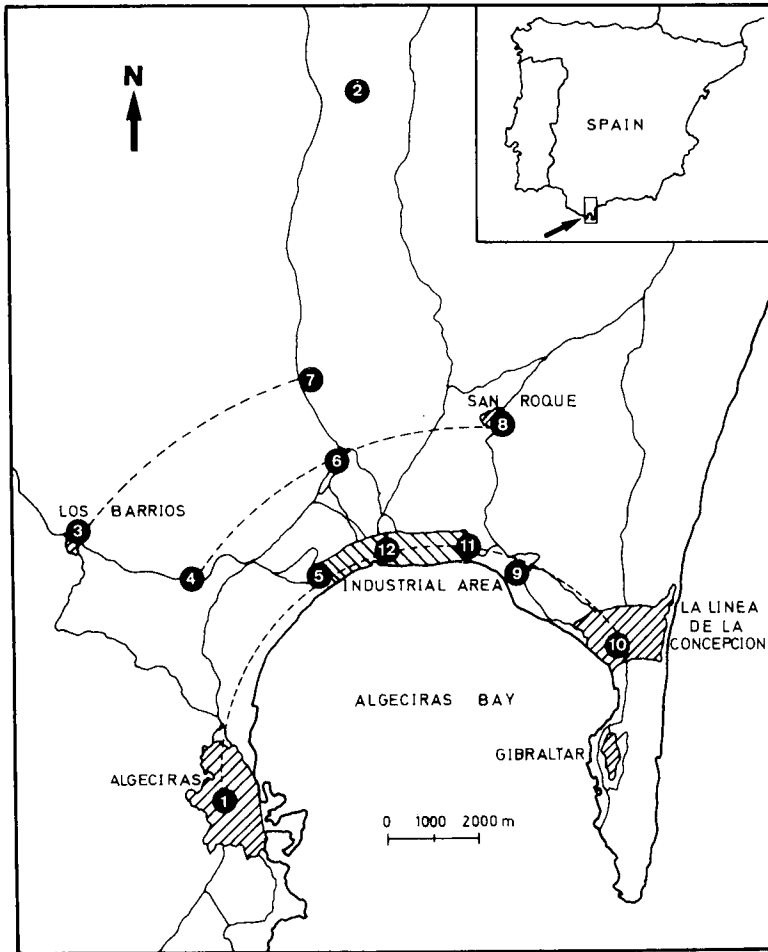 N
2
SPAIN
7
SAN ROQUE
8
6
LOS BARRIOS
3
4
5
12
11
9
INDUSTRIAL AREA
LA LINEA
DE LA
CONCEPCION
10
ALGECIRAS BAY
GIBRALTAR
ALGECIRAS
1
0 1000 2000 m